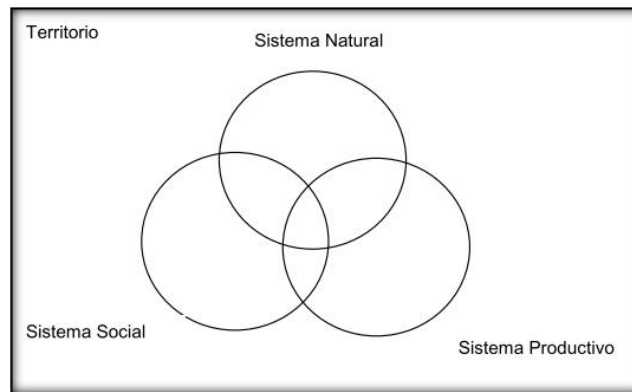 Territorio
Sistema Natural
Sistema Social
Sistema Productivo